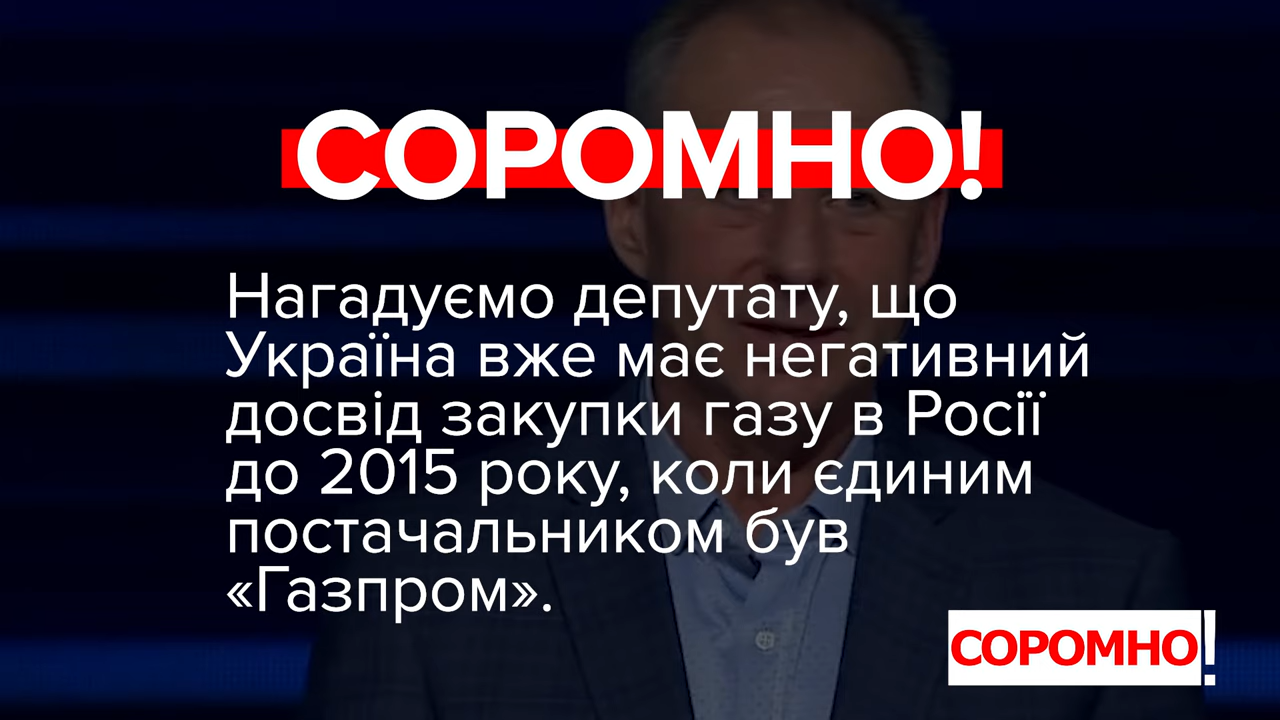 СОРОМНО!
Нагадуємо депутату, що
Україна вже має негативний
досвід закупки газу в Росії
до 2015 року, коли єдиним
постачальником був
«Газпром».
СОРОМНО!